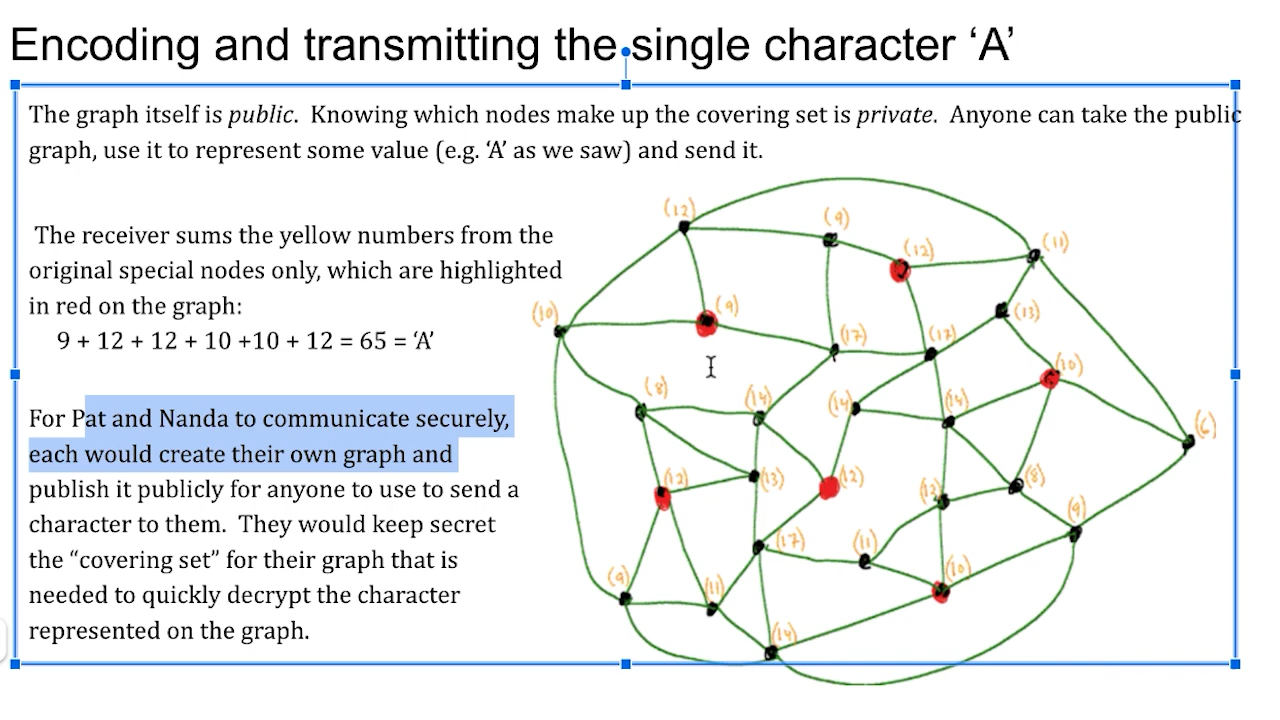 Encoding and transmitting the single character ‘A’
The graph itself is public. Knowing which nodes make up the covering set is private. Anyone can take the public
graph, use it to represent some value (e.g. ‘A’ as we saw) and send it.
The receiver sums the yellow numbers from the
original special nodes only, which are highlighted
in red on the graph:
9 + 12 + 12 + 10 +10 + 12 = 65 = ‘A’
For Pat and Nanda to communicate securely,
each would create their own graph and
publish it publicly for anyone to use to send a
character to them. They would keep secret
the “covering set” for their graph that is
needed to quickly decrypt the character
represented on the graph.
(12)
(9)
(12)
(11)
(10)
(9)
(13)
(17)
(17)
(10)
(8)
(14)
(14)
(14)
(6)
(12)
(13)
(12)
(8)
(9)
(17)
(11)
(10)
(9)
(11)
(14)